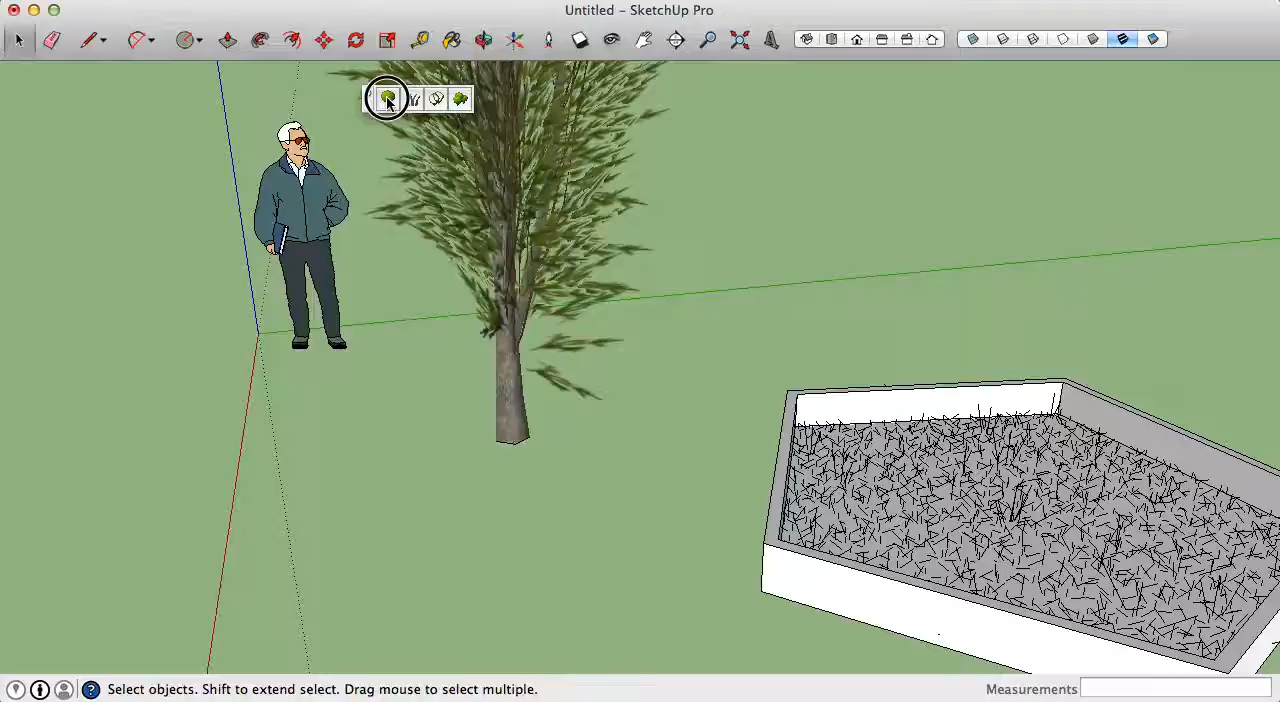 Untitled – SketchUp Pro
Select objects. Shift to extend select. Drag mouse to select multiple.
Measurements